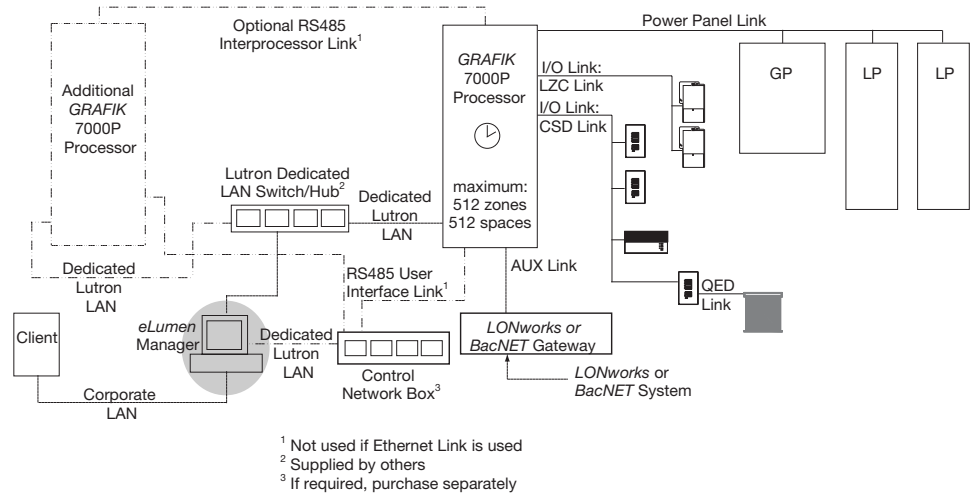 Optional RS485
Interprocessor Link1
Additional
GRAFIK
7000P
Processor
GRAFIK
7000P
Processor
maximum:
512 zones
512 spaces
Power Panel Link
GP
LP
LP
I/O Link:
LZC Link
I/O Link:
CSD Link
Lutron Dedicated
LAN Switch/Hub2
Dedicated
Lutron
LAN
Dedicated
Lutron
LAN
RS485 User
Interface Link1
AUX Link
QED
Link
Client
eLumen
Manager
Dedicated
Lutron
LAN
LONworks or
BacNET Gateway
Control
Network Box3
LONworks or
BacNET System
Corporate
LAN
1 Not used if Ethernet Link is used
2 Supplied by others
3 If required, purchase separately